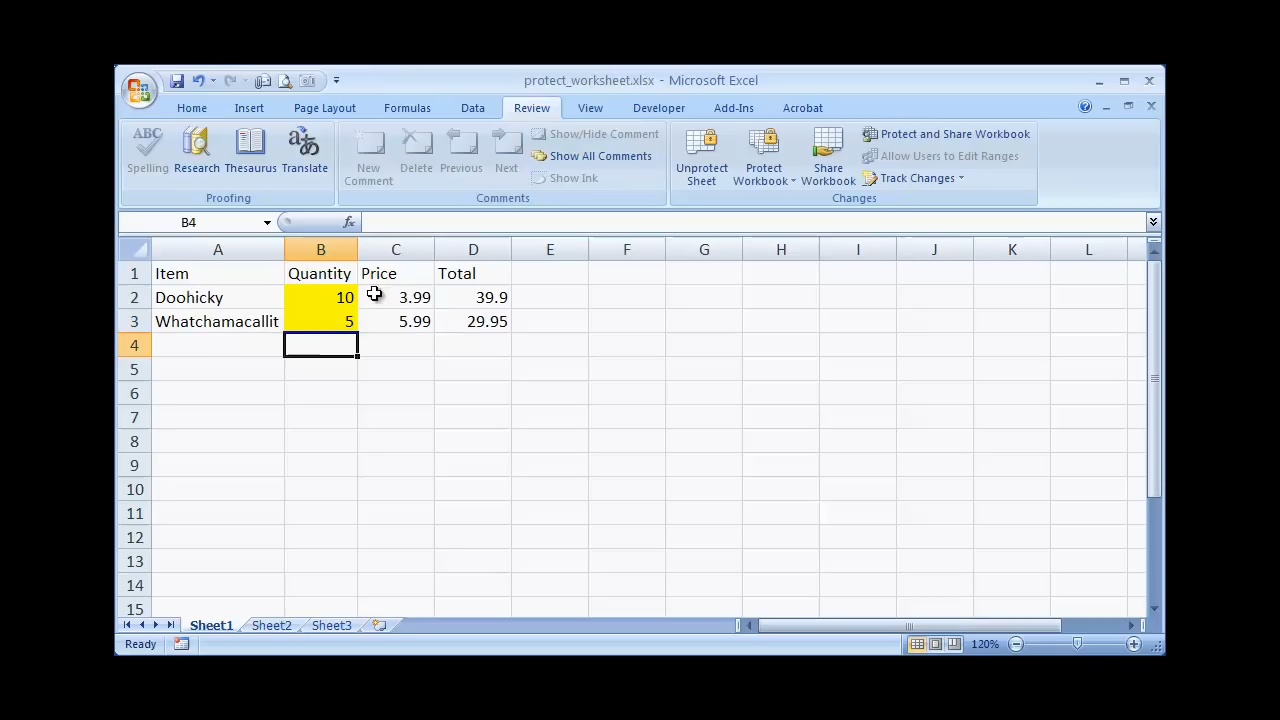 protect_worksheet.xlsx - Microsoft Excel
Home Insert Page Layout Formulas Data Review View Developer Add-Ins Acrobat
ABC Spelling Research Thesaurus Translate New Comment Delete Previous Next Show/Hide Comment Show All Comments Show Ink Unprotect Sheet Protect Workbook Share Workbook Protect and Share Workbook Allow Users to Edit Ranges Track Changes
Proofing Comments Changes
B4 fx
A B C D E F G H I J K L
1 Item Quantity Price Total
2 Doohicky 10 3.99 39.9
3 Whatchamacallit 5 5.99 29.95
4
5
6
7
8
9
10
11
12
13
14
15
Sheet1 Sheet2 Sheet3
Ready 120%